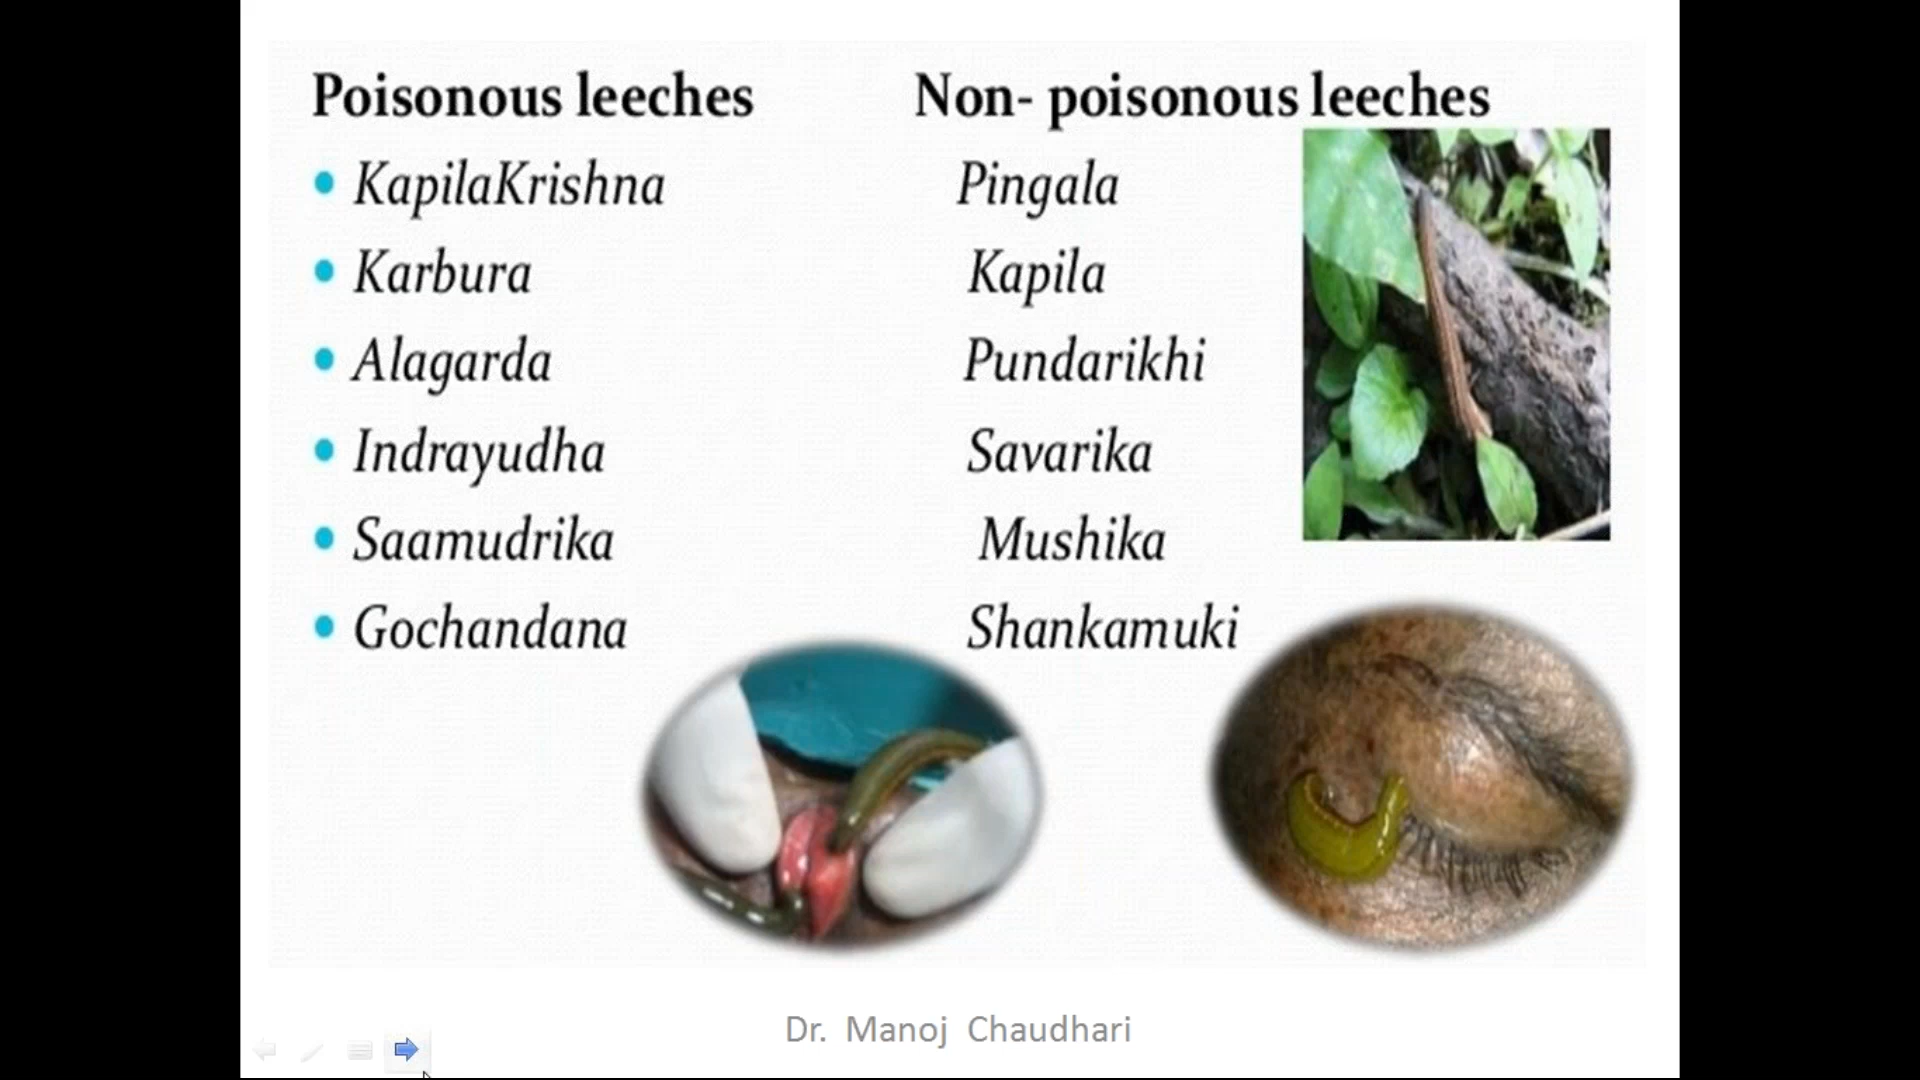 Poisonous leeches
Non- poisonous leeches
KapilaKrishna
Pingala
Karbura
Kapila
Alagarda
Pundarikhi
Indrayudha
Savarika
Saamudrika
Mushika
Gochandana
Shankamuki
Dr. Manoj Chaudhari